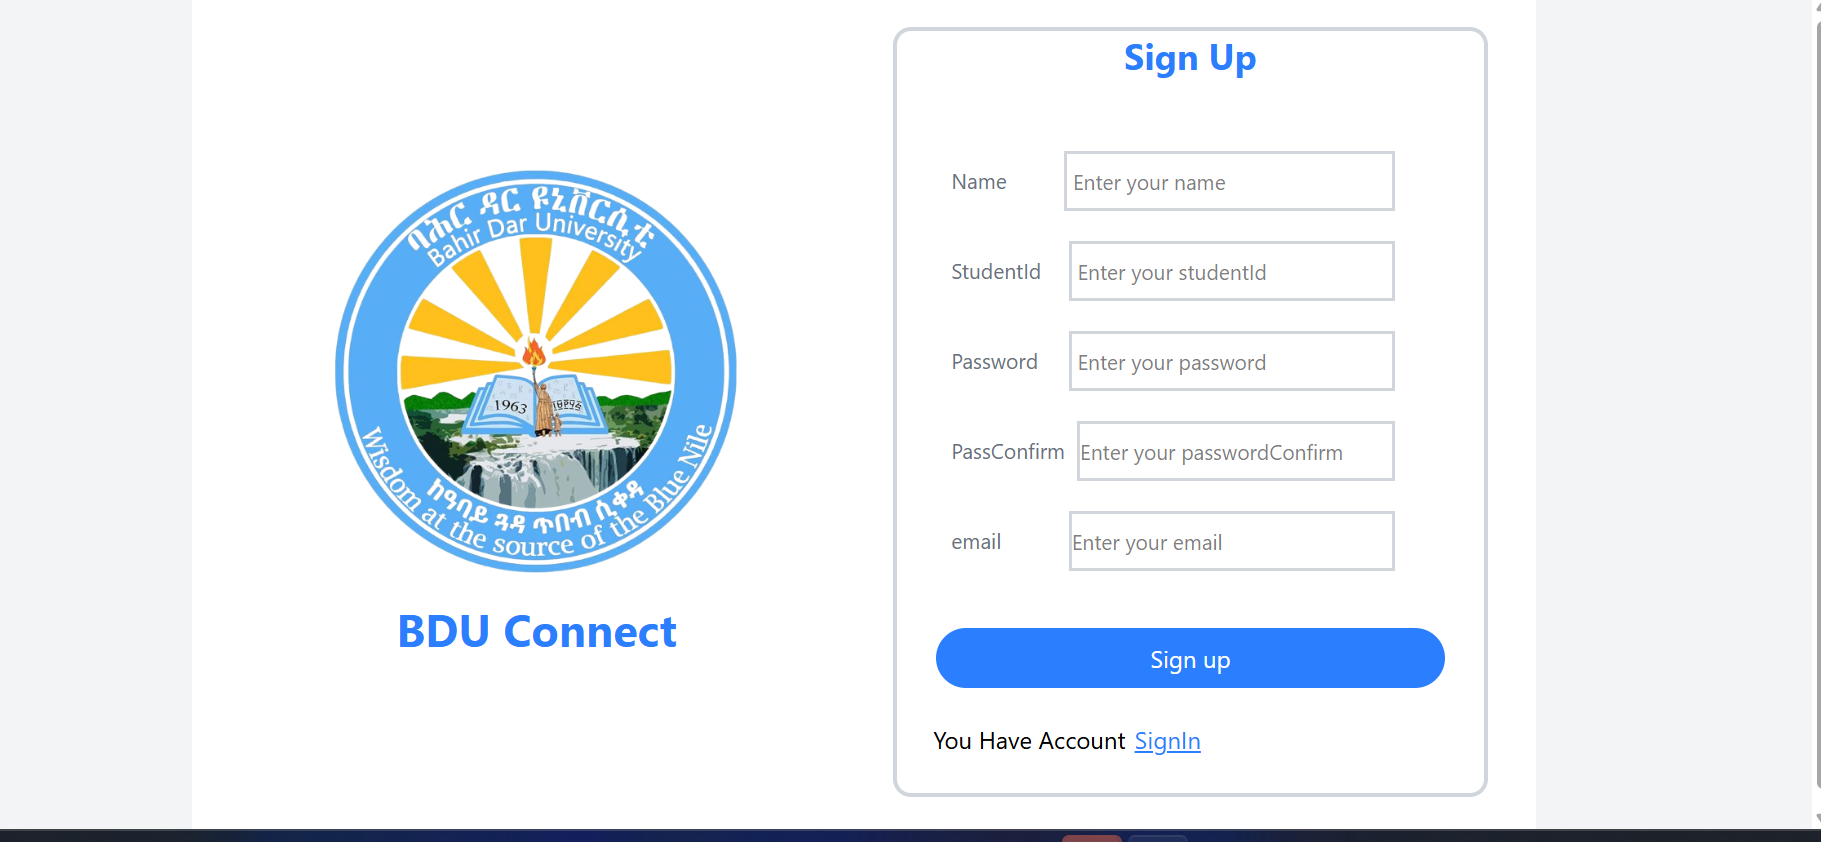 ባሕር ዳር ዩኒቨርሲቲ
Bahir Dar University
1963
ከዓባይ ጓዳ ጥበብ ሲቀዳ
Wisdom at the source of the Blue Nile
BDU Connect
Sign Up
Name Enter your name
StudentId Enter your studentId
Password Enter your password
PassConfirm Enter your passwordConfirm
email Enter your email
Sign up
You Have Account SignIn